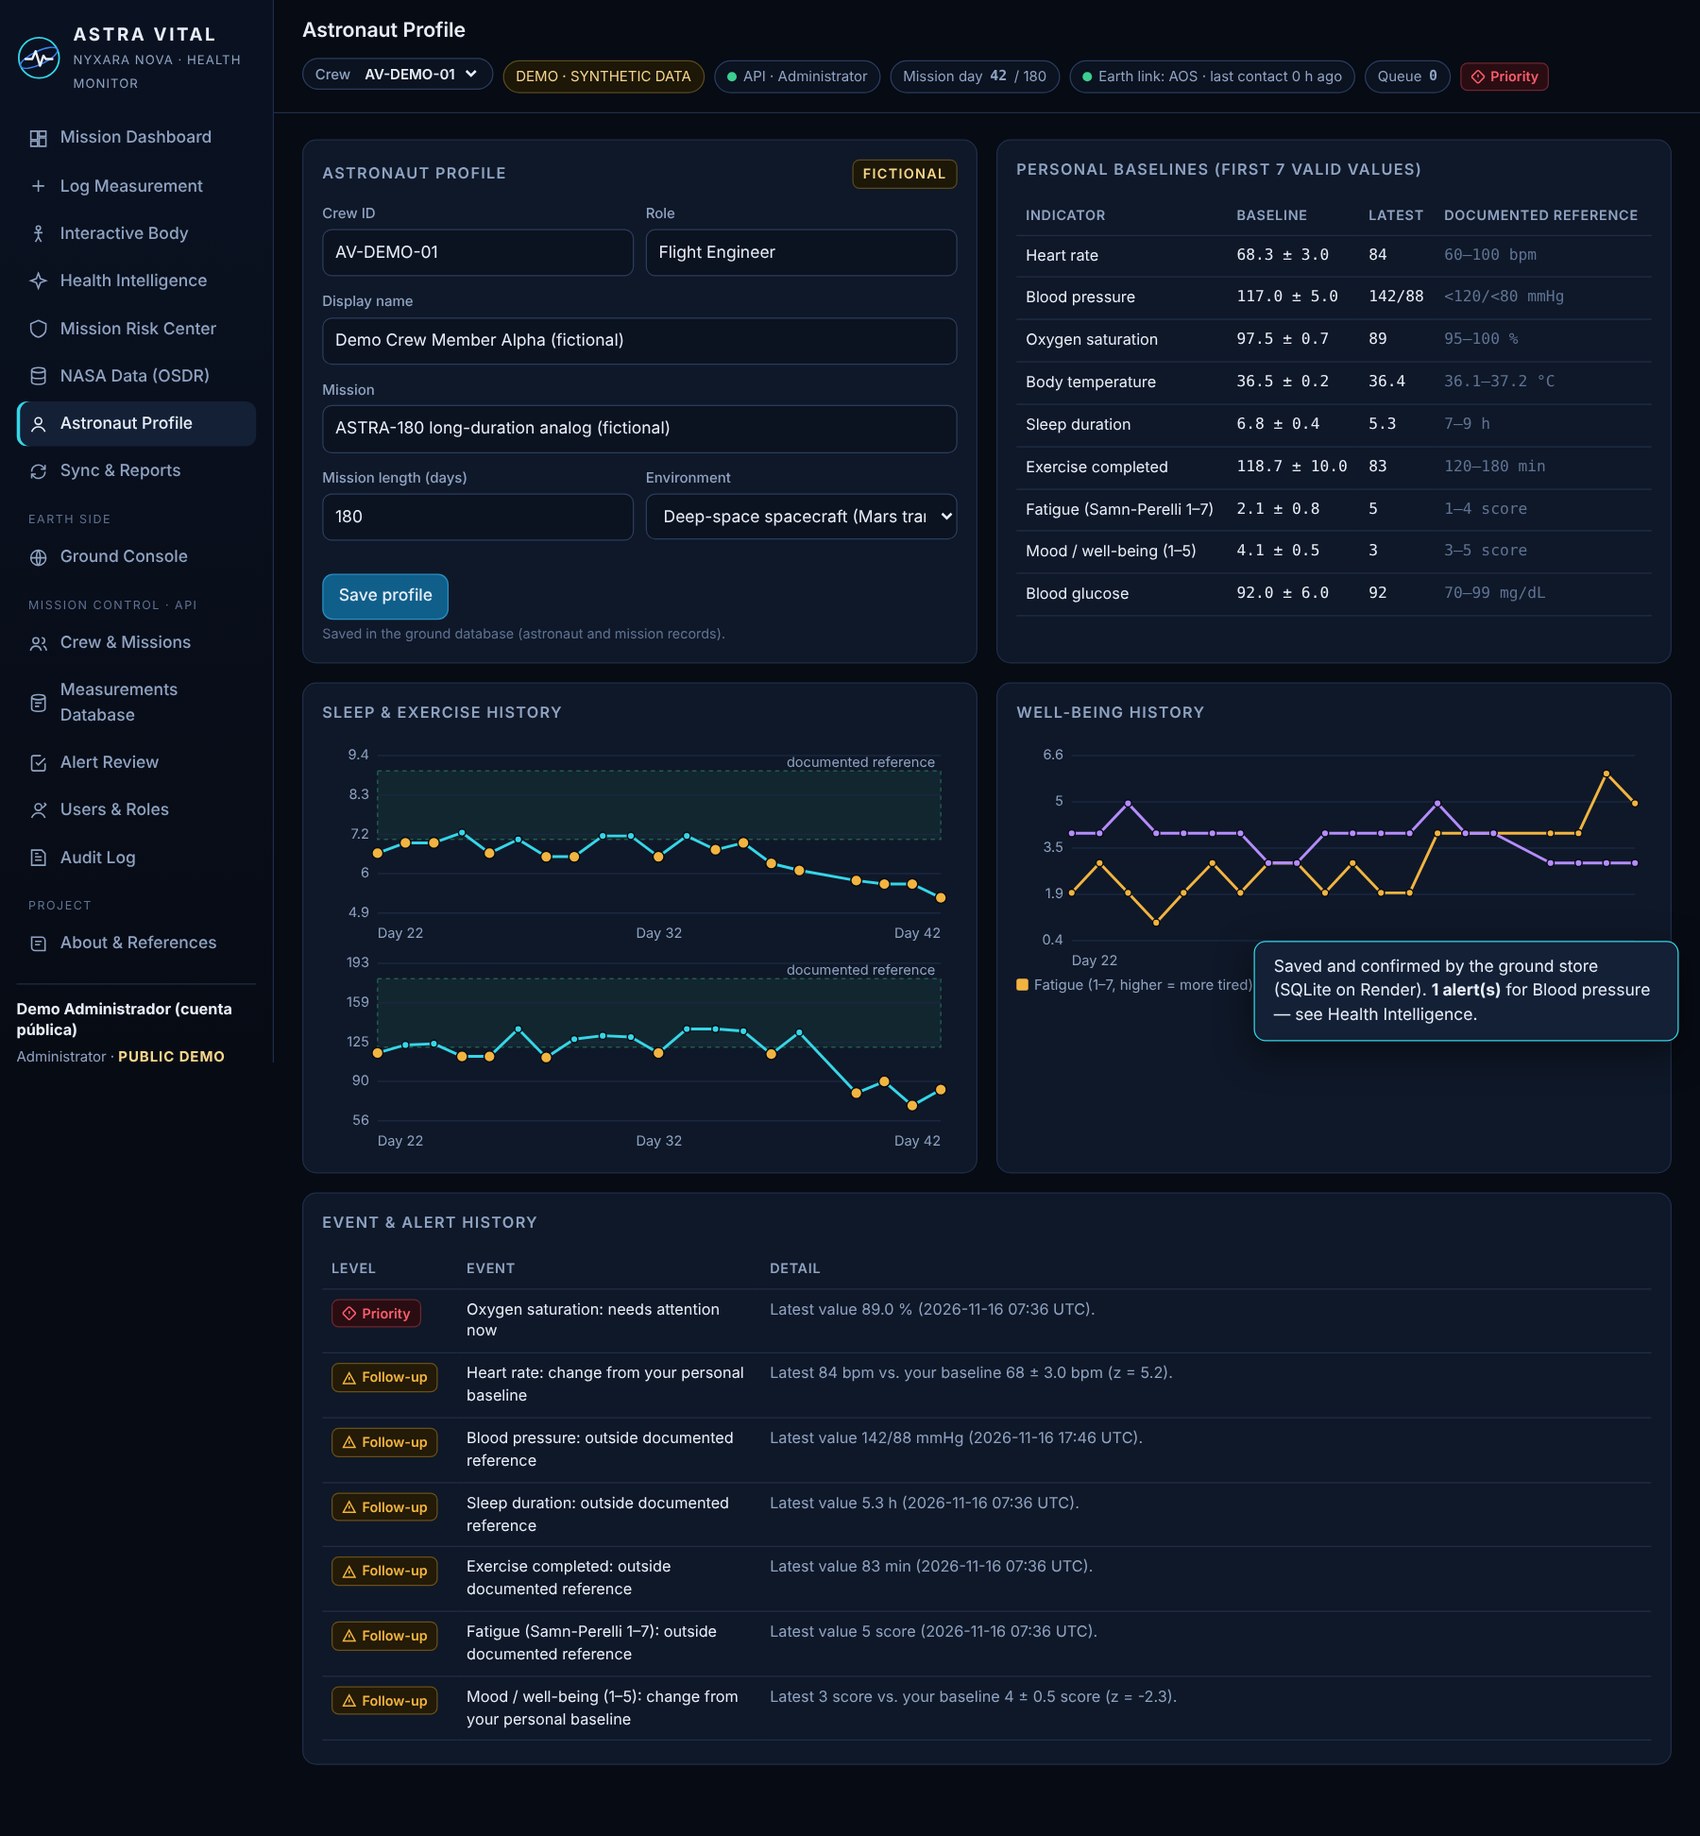 ASTRA VITAL
NYXARA NOVA · HEALTH
MONITOR
Mission Dashboard
Log Measurement
Interactive Body
Health Intelligence
Mission Risk Center
NASA Data (OSDR)
Astronaut Profile
Sync & Reports
EARTH SIDE
Ground Console
MISSION CONTROL · API
Crew & Missions
Measurements
Database
Alert Review
Users & Roles
Audit Log
PROJECT
About & References
Demo Administrador (cuenta
pública)
Administrator · PUBLIC DEMO
Astronaut Profile
Crew AV-DEMO-01 DEMO · SYNTHETIC DATA API · Administrator Mission day 42 / 180 Earth link: AOS · last contact 0 h ago Queue 0 Priority
ASTRONAUT PROFILE FICTIONAL
Crew ID Role
AV-DEMO-01 Flight Engineer
Display name
Demo Crew Member Alpha (fictional)
Mission
ASTRA-180 long-duration analog (fictional)
Mission length (days) Environment
180 Deep-space spacecraft (Mars trar
Save profile
Saved in the ground database (astronaut and mission records).
PERSONAL BASELINES (FIRST 7 VALID VALUES)
INDICATOR BASELINE LATEST DOCUMENTED REFERENCE
Heart rate 68.3 ± 3.0 84 60–100 bpm
Blood pressure 117.0 ± 5.0 142/88 <120/<80 mmHg
Oxygen saturation 97.5 ± 0.7 89 95–100 %
Body temperature 36.5 ± 0.2 36.4 36.1–37.2 °C
Sleep duration 6.8 ± 0.4 5.3 7–9 h
Exercise completed 118.7 ± 10.0 83 120–180 min
Fatigue (Samn-Perelli 1–7) 2.1 ± 0.8 5 1–4 score
Mood / well-being (1–5) 4.1 ± 0.5 3 3–5 score
Blood glucose 92.0 ± 6.0 92 70–99 mg/dL
SLEEP & EXERCISE HISTORY
9.4
documented reference
8.3
7.2
6
4.9
Day 22 Day 32 Day 42
193
documented reference
159
125
90
56
Day 22 Day 32 Day 42
WELL-BEING HISTORY
6.6
5
3.5
1.9
0.4
Day 22
Fatigue (1–7, higher = more tired)
Saved and confirmed by the ground store
(SQLite on Render). 1 alert(s) for Blood pressure
— see Health Intelligence.
EVENT & ALERT HISTORY
LEVEL EVENT DETAIL
Priority Oxygen saturation: needs attention Latest value 89.0 % (2026-11-16 07:36 UTC).
now
Follow-up Heart rate: change from your personal Latest 84 bpm vs. your baseline 68 ± 3.0 bpm (z = 5.2).
baseline
Follow-up Blood pressure: outside documented Latest value 142/88 mmHg (2026-11-16 17:46 UTC).
reference
Follow-up Sleep duration: outside documented Latest value 5.3 h (2026-11-16 07:36 UTC).
reference
Follow-up Exercise completed: outside Latest value 83 min (2026-11-16 07:36 UTC).
documented reference
Follow-up Fatigue (Samn-Perelli 1–7): outside Latest value 5 score (2026-11-16 07:36 UTC).
documented reference
Follow-up Mood / well-being (1–5): change from Latest 3 score vs. your baseline 4 ± 0.5 score (z = -2.3).
your personal baseline